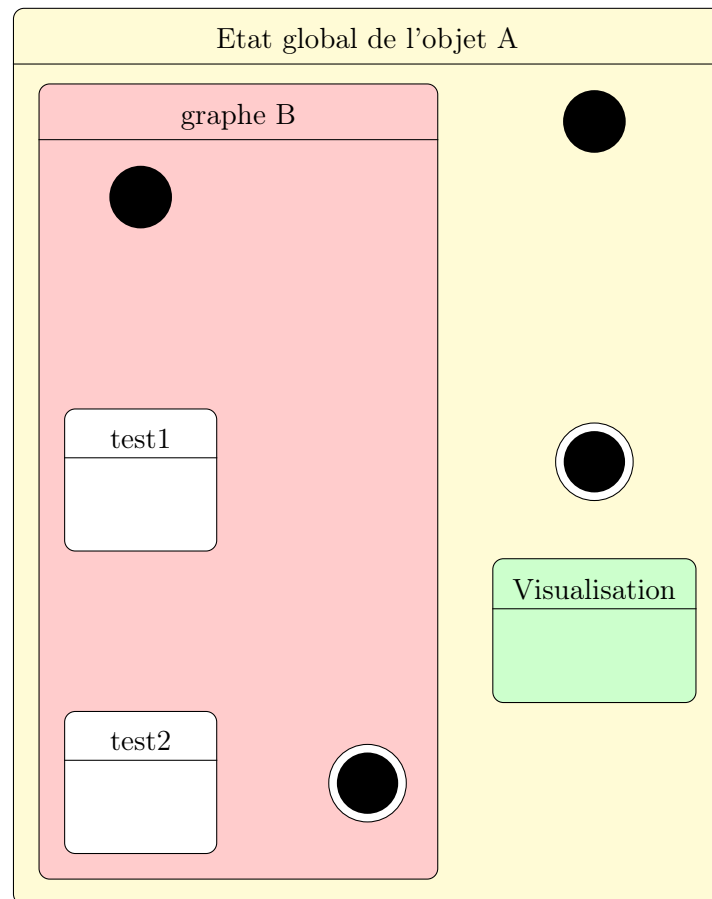 Etat global de l'objet A
graphe B
test1
Visualisation
test2